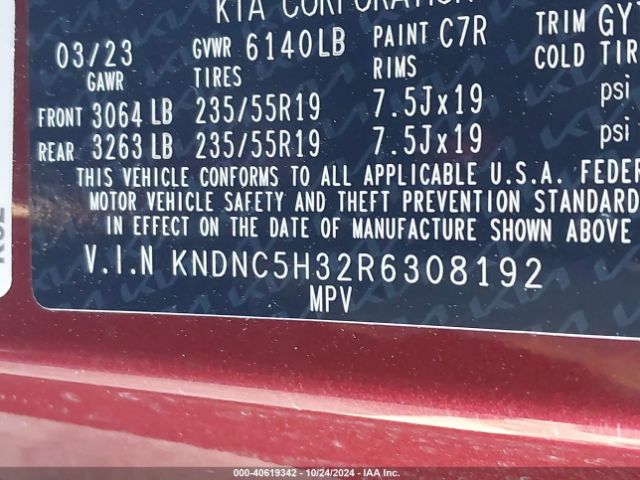 KIA CORPORATION
03/23 GVWR 6140LB PAINT C7R TRIM
GAWR TIRES RIMS COLD
FRONT 3064 LB 235/55R19 7.5Jx19 psi
REAR 3263 LB 235/55R19 7.5Jx19 psi
THIS VEHICLE CONFORMS TO ALL APPLICABLE U.S.A. FEDER
MOTOR VEHICLE SAFETY AND THEFT PREVENTION STANDARD
IN EFFECT ON THE DATE OF MANUFACTURE SHOWN ABOVE
V.I.N KNDNC5H32R6308192
MPV
000-40619342 - 10/24/2024 - IAA Inc.